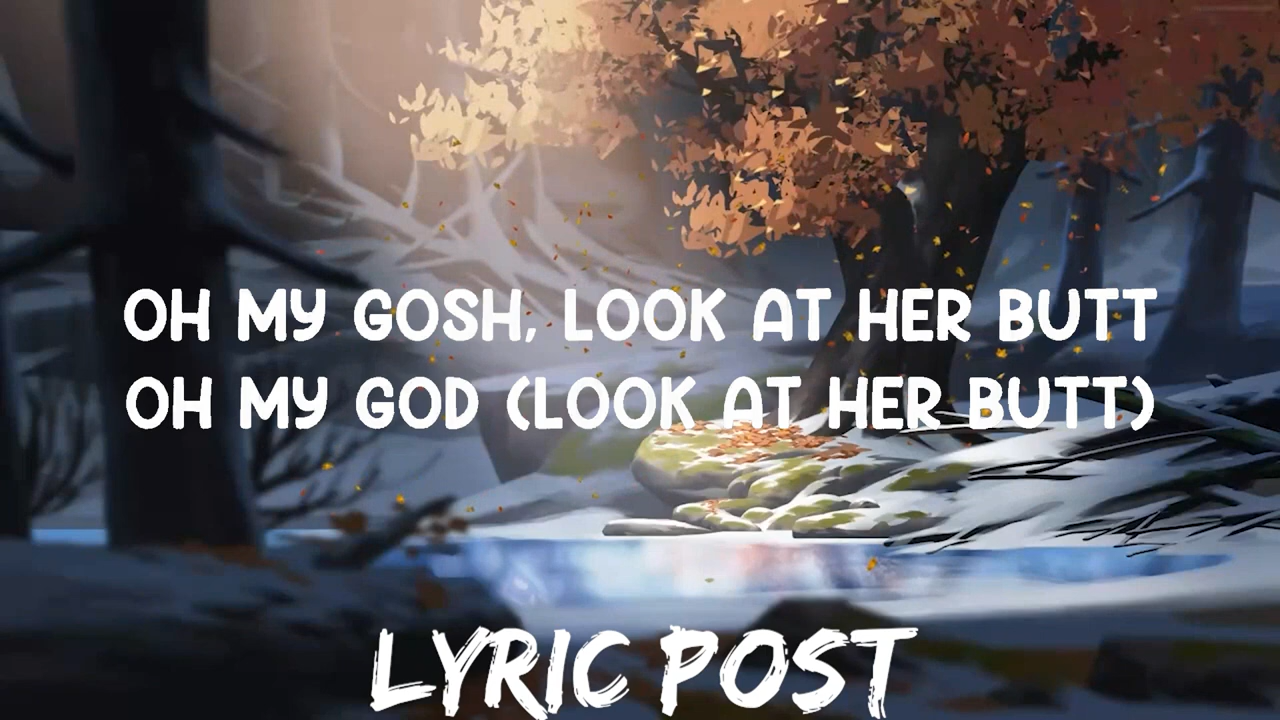 OH MY GOSH, LOOK AT HER BUTT
OH MY GOD (LOOK AT HER BUTT)
LYRIC POST